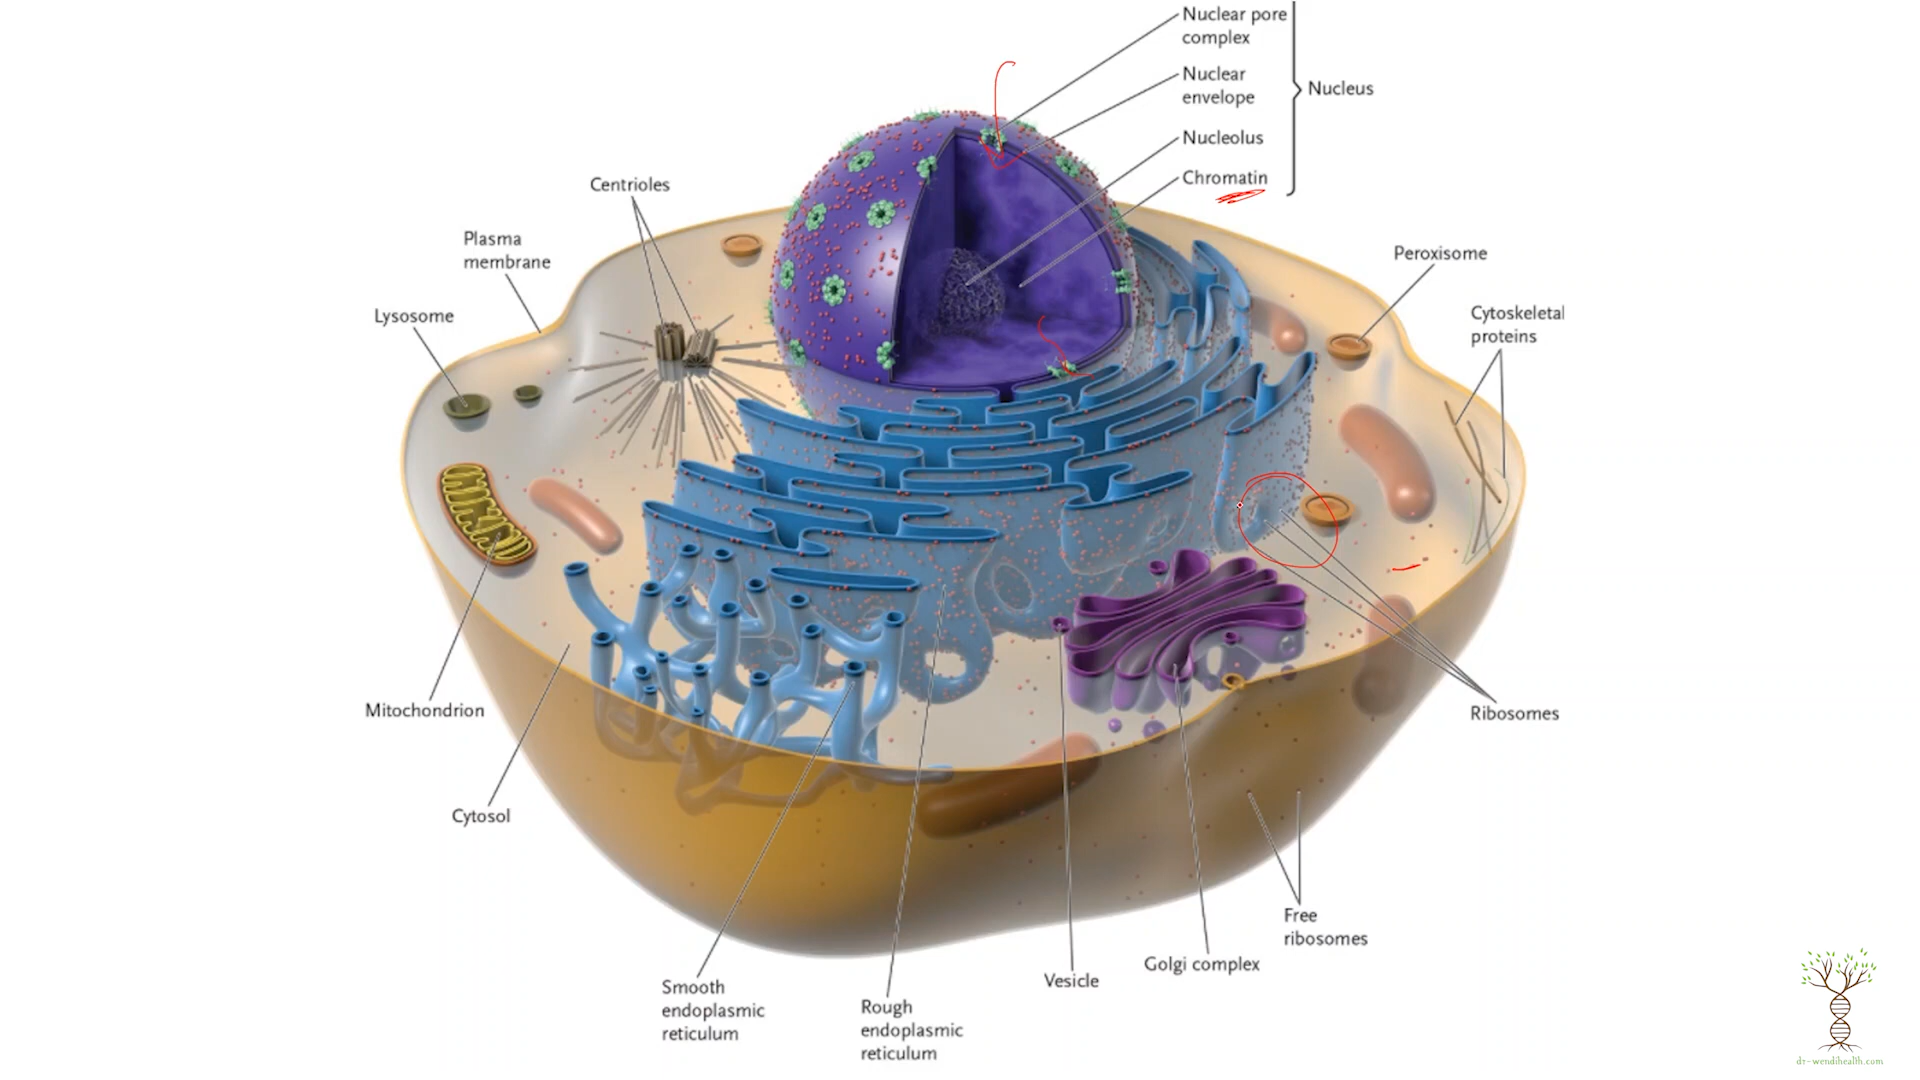 Nuclear pore
complex
Nuclear
envelope
Nucleus
Nucleolus
Chromatin
Centrioles
Plasma
membrane
Peroxisome
Lysosome
Cytoskeletal
proteins
Mitochondrion
Ribosomes
Cytosol
Free
ribosomes
Golgi complex
Vesicle
Smooth
endoplasmic
reticulum
Rough
endoplasmic
reticulum
dr-wendihealth.com